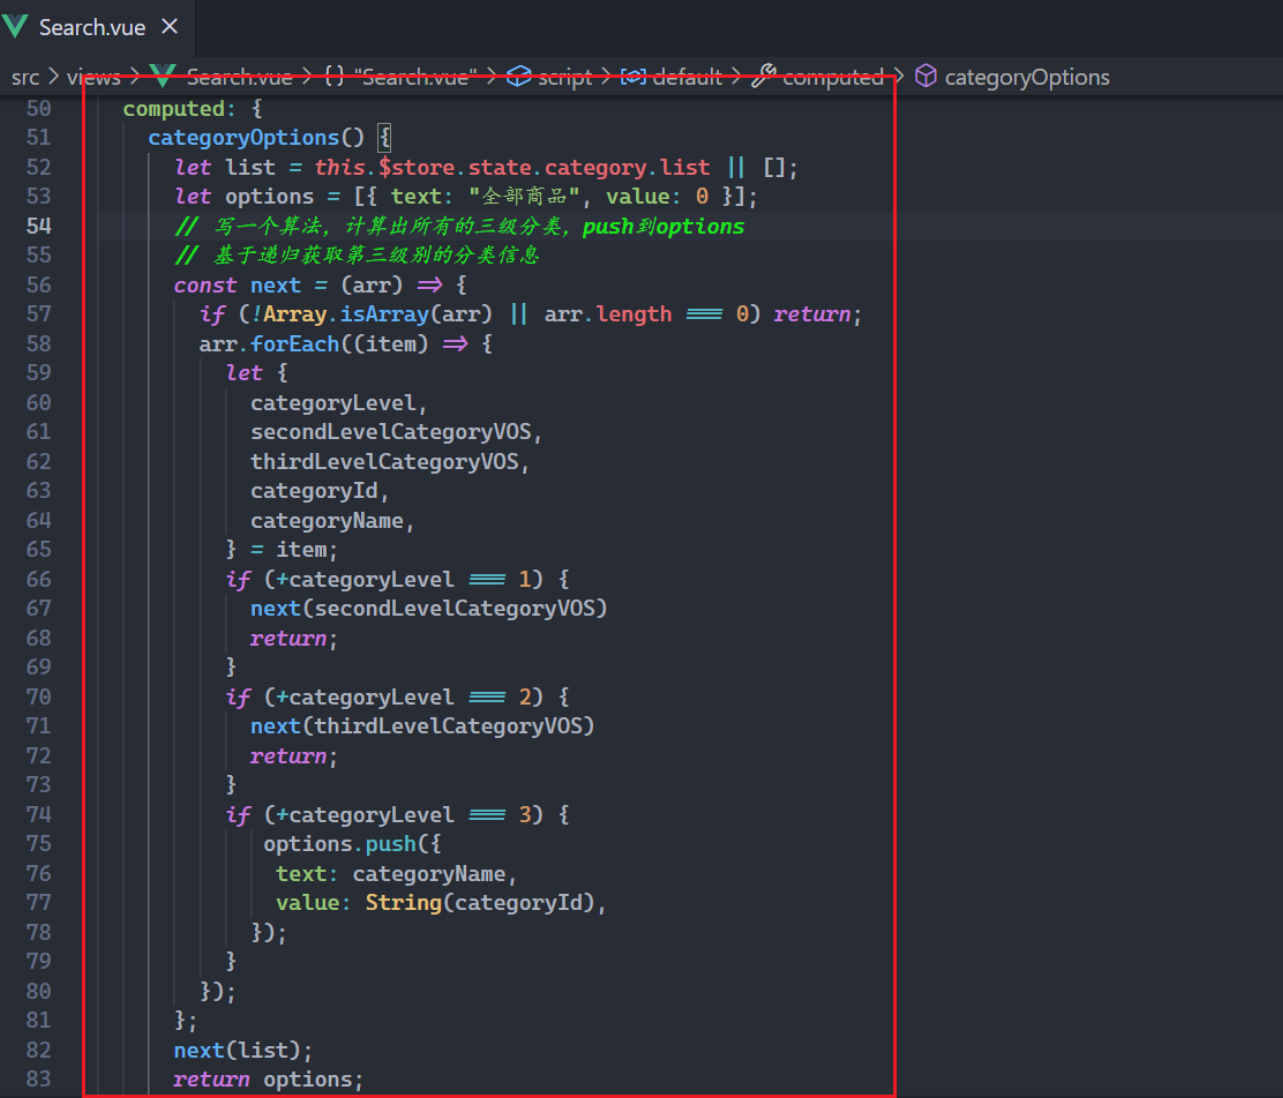 Search.vue ×
src > views > Search.vue > {} "Search.vue" > script > default > computed > categoryOptions
50 computed: {
51 categoryOptions() {
52 let list = this.$store.state.category.list || [];
53 let options = [{ text: "全部商品", value: 0 }];
54 // 写一个算法，计算出所有的三级分类，push到options
55 // 基于递归获取第三级别的分类信息
56 const next = (arr) => {
57 if (!Array.isArray(arr) || arr.length === 0) return;
58 arr.forEach((item) => {
59 let {
60 categoryLevel,
61 secondLevelCategoryVOS,
62 thirdLevelCategoryVOS,
63 categoryId,
64 categoryName,
65 } = item;
66 if (+categoryLevel === 1) {
67 next(secondLevelCategoryVOS)
68 return;
69 }
70 if (+categoryLevel === 2) {
71 next(thirdLevelCategoryVOS)
72 return;
73 }
74 if (+categoryLevel === 3) {
75 options.push({
76 text: categoryName,
77 value: String(categoryId),
78 });
79 }
80 });
81 };
82 next(list);
83 return options;